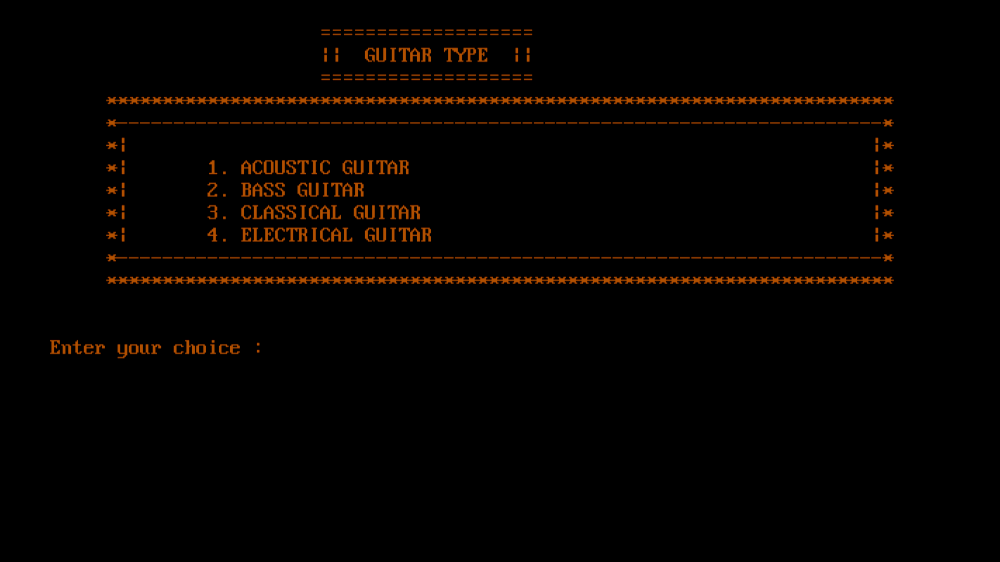 ===================
||  GUITAR TYPE  ||
===================
**********************************************************************
*--------------------------------------------------------------------*
*|                                                                  |*
*|       1. ACOUSTIC GUITAR                                         |*
*|       2. BASS GUITAR                                             |*
*|       3. CLASSICAL GUITAR                                        |*
*|       4. ELECTRICAL GUITAR                                       |*
*--------------------------------------------------------------------*
**********************************************************************
Enter your choice :